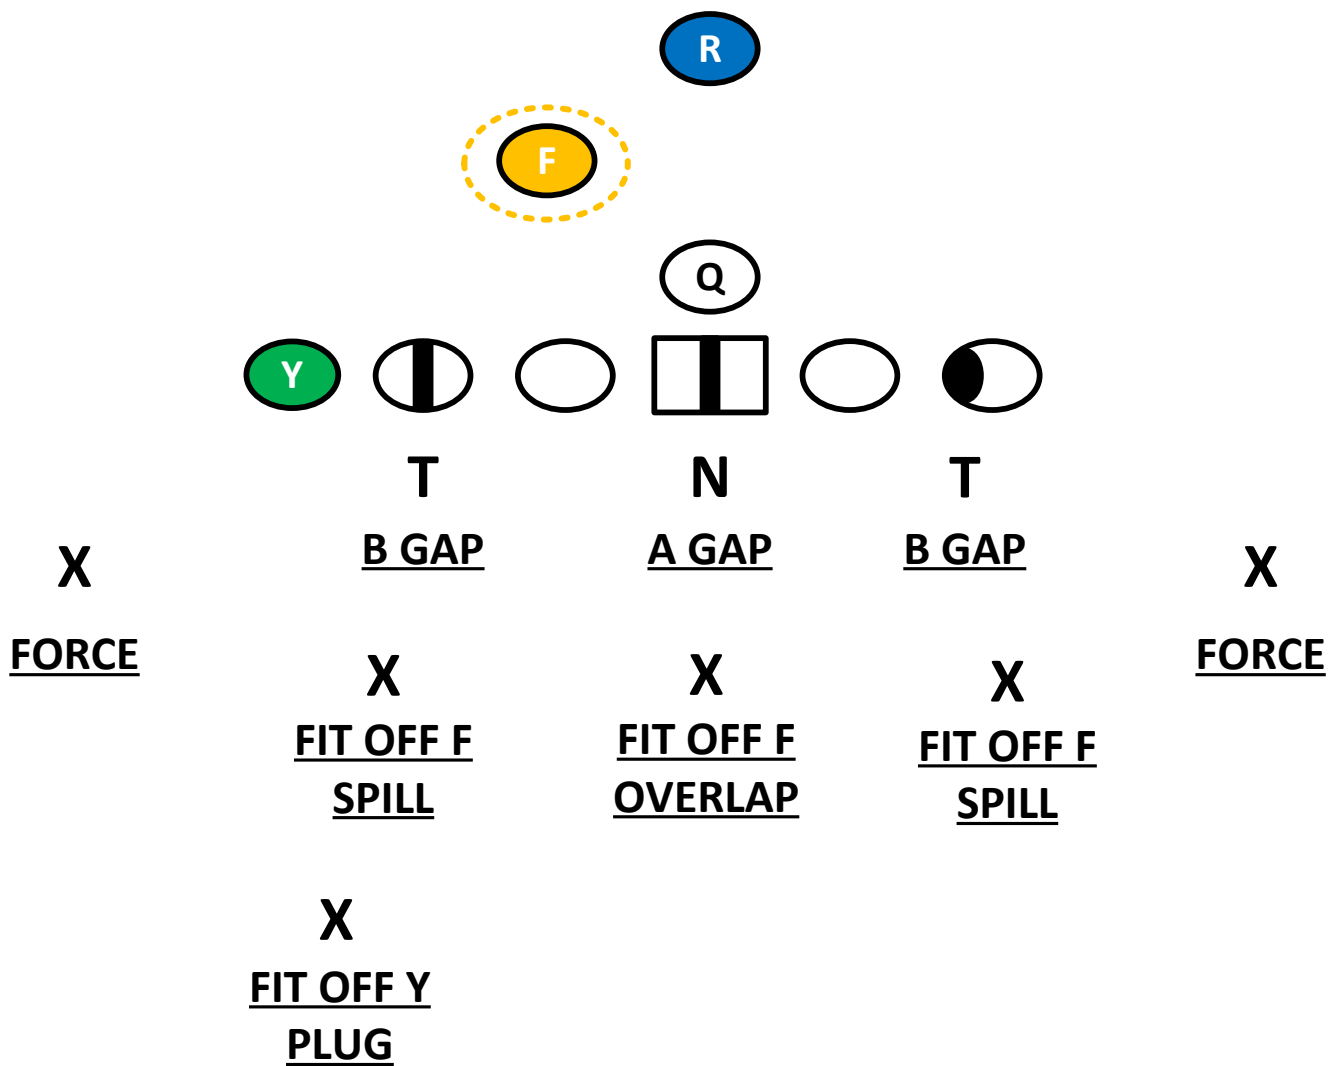 R
F
Q
Y
T N T
B GAP A GAP B GAP
X X
FORCE FORCE
X X X
FIT OFF F FIT OFF F FIT OFF F
SPILL OVERLAP SPILL
X
FIT OFF Y
PLUG